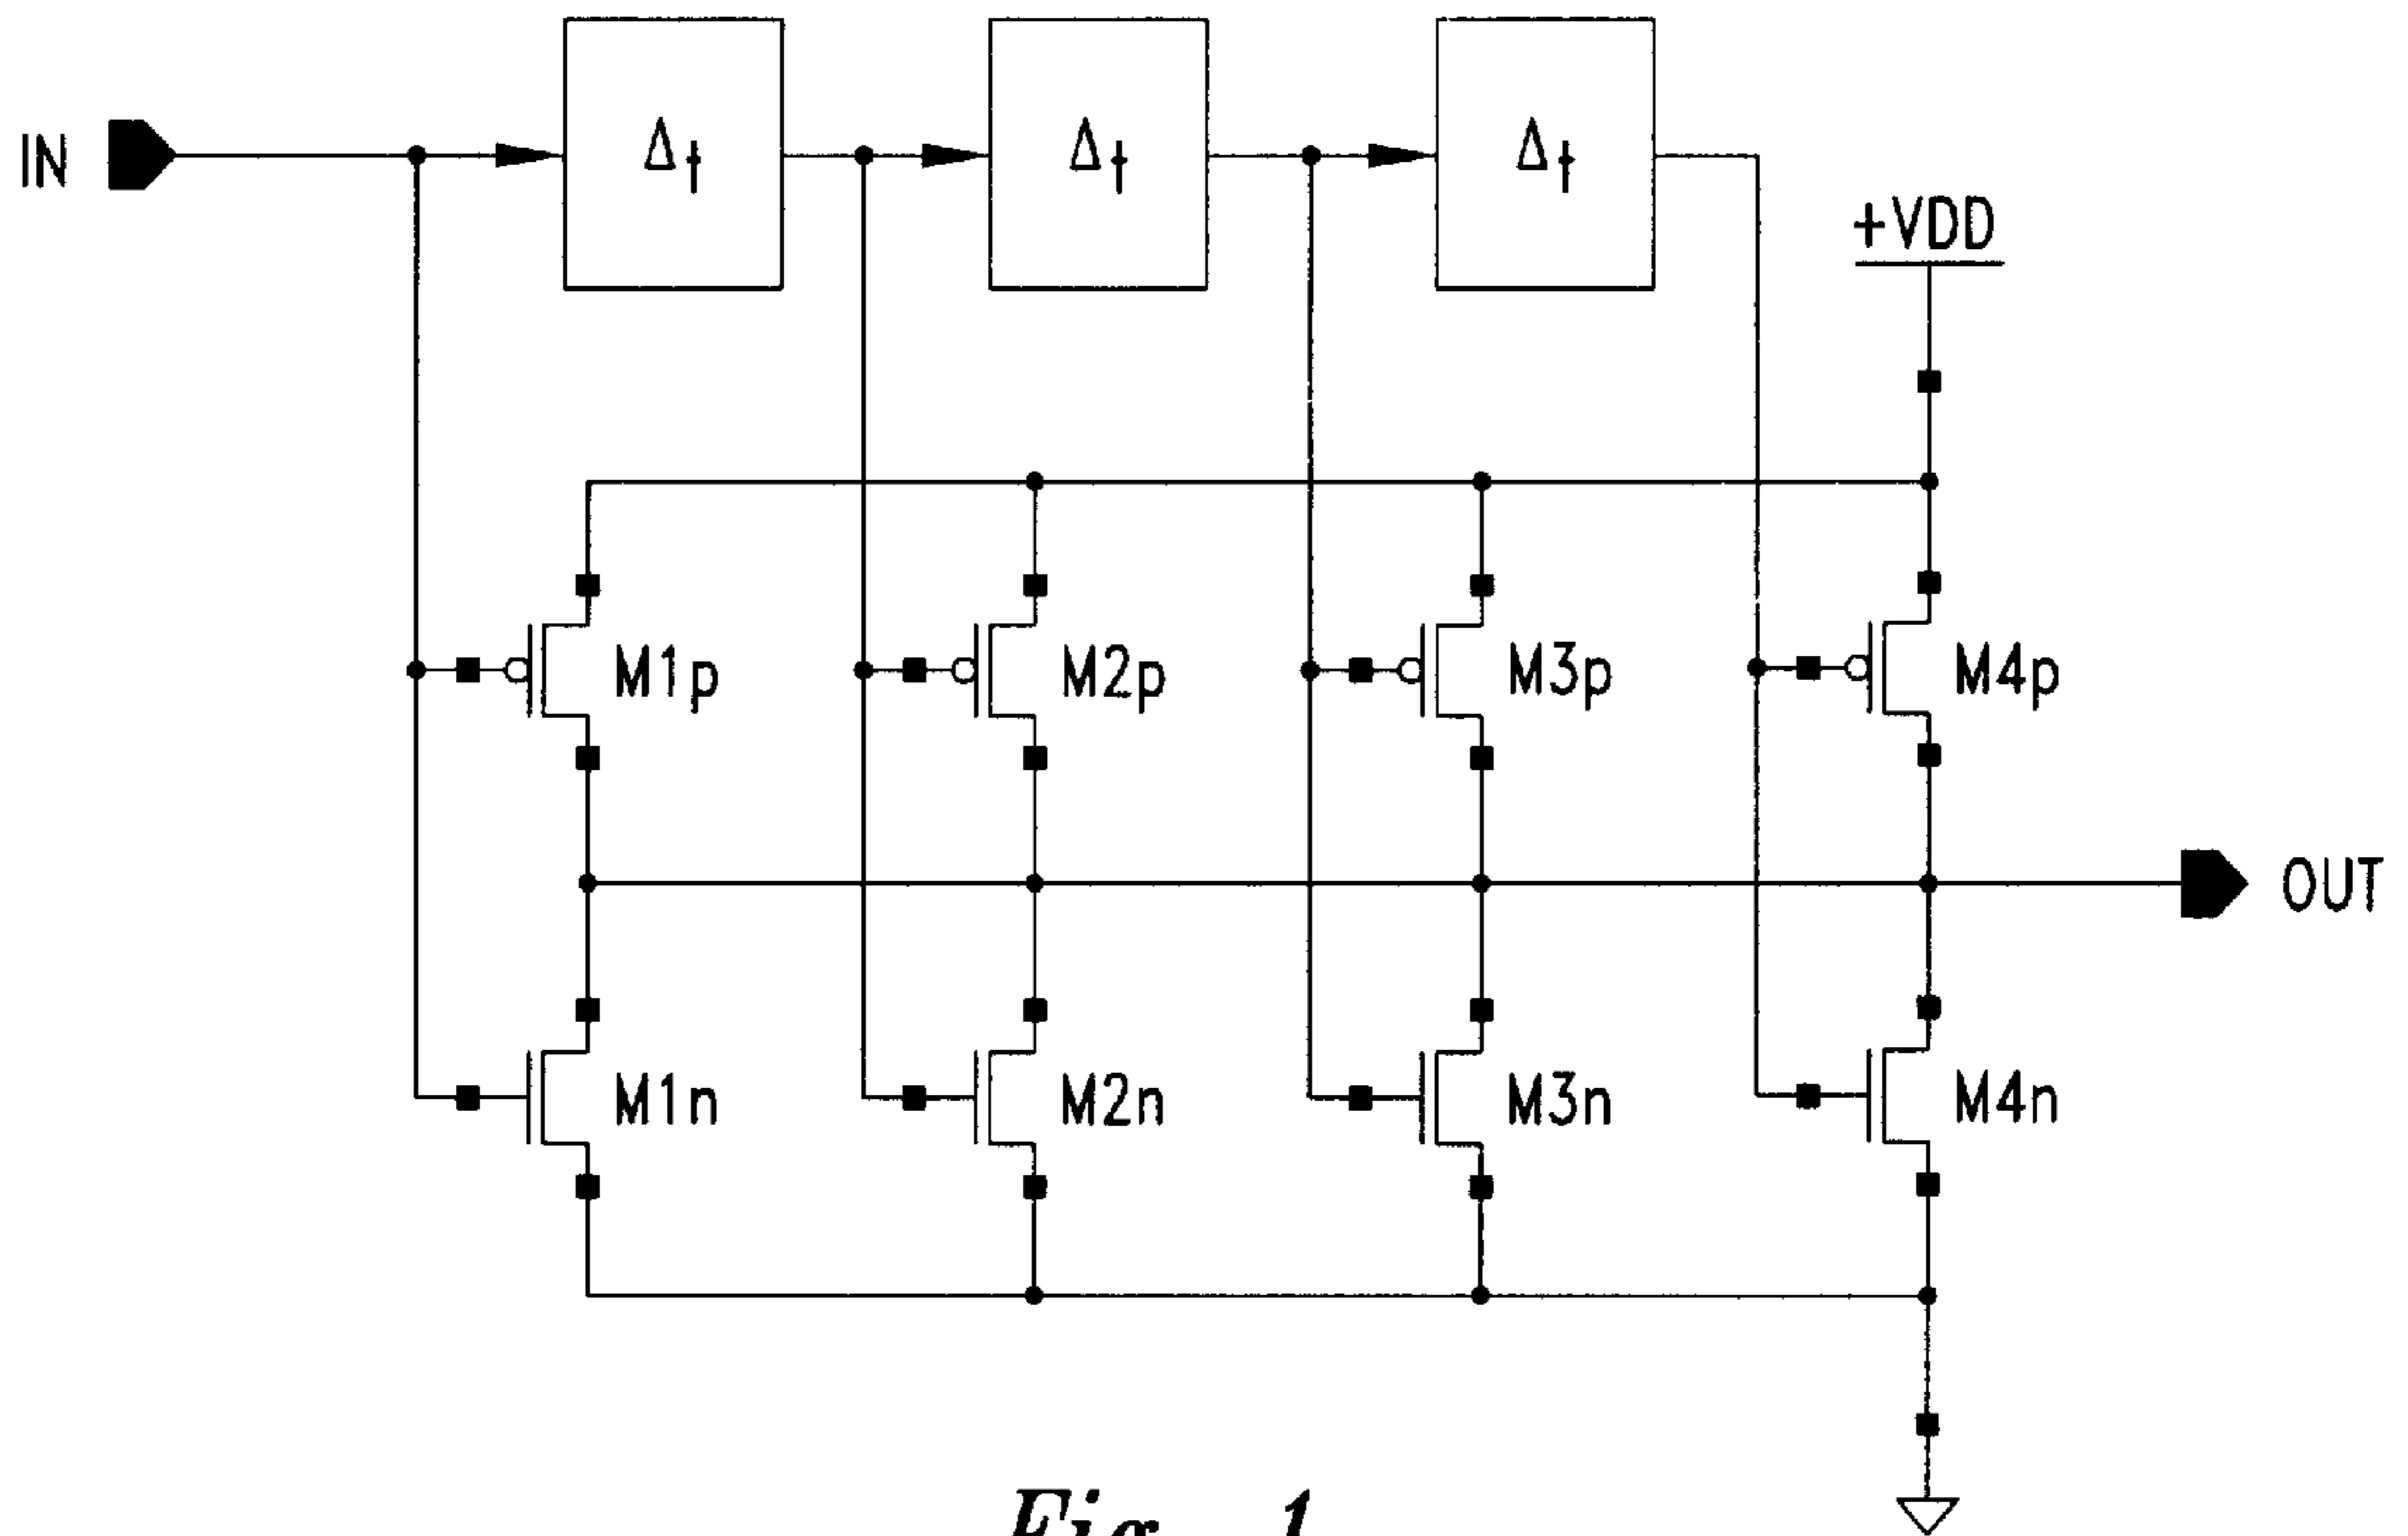 IN
Δt
Δt
Δt
+VDD
M1p
M2p
M3p
M4p
OUT
M1n
M2n
M3n
M4n
Fig. 1